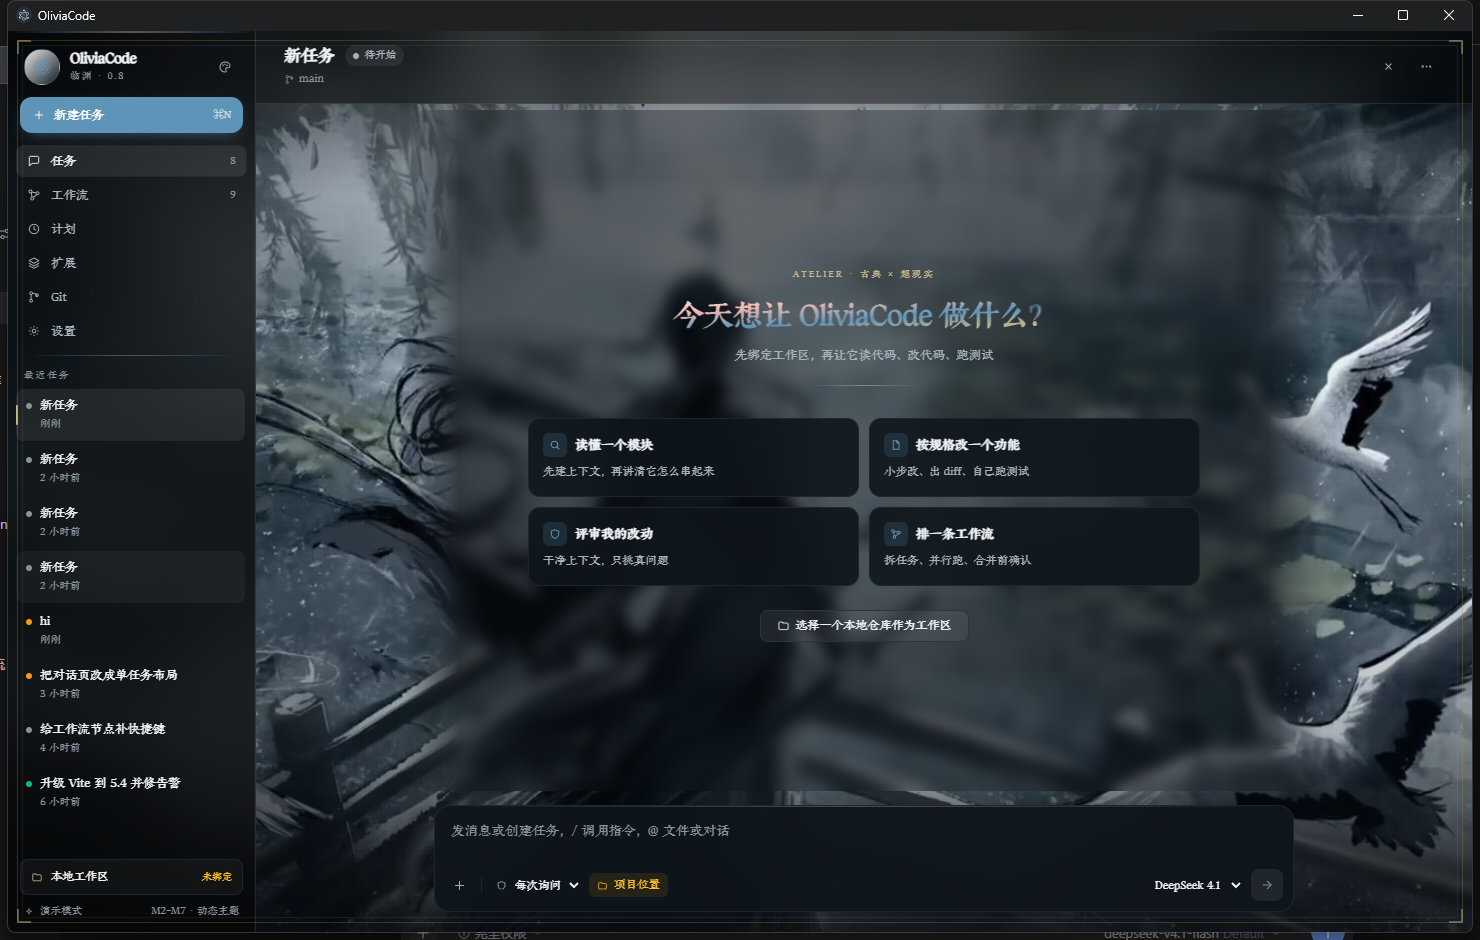 OliviaCode
OliviaCode
临渊 · 0.8
新建任务 ⌘N
任务 8
工作流 9
计划
扩展
Git
设置
最近任务
新任务
刚刚
新任务
2 小时前
新任务
2 小时前
新任务
2 小时前
hi
刚刚
把对话页改成单任务布局
3 小时前
给工作流节点补快捷键
4 小时前
升级 Vite 到 5.4 并修告警
6 小时前
本地工作区 未绑定
演示模式 M2-M7 · 动态主题
新任务 待开始
main
ATELIER · 古典 × 超现实
今天想让 OliviaCode 做什么?
先绑定工作区，再让它读代码、改代码、跑测试
读懂一个模块
先建上下文，再讲清它怎么串起来
按规格改一个功能
小步改、出 diff、自己跑测试
评审我的改动
干净上下文，只挑真问题
排一条工作流
拆任务、并行跑、合并前确认
选择一个本地仓库作为工作区
发消息或创建任务，/ 调用指令，@ 文件或对话
每次询问 项目位置 DeepSeek 4.1
完全权限 deepseek-v4.1-flash Default